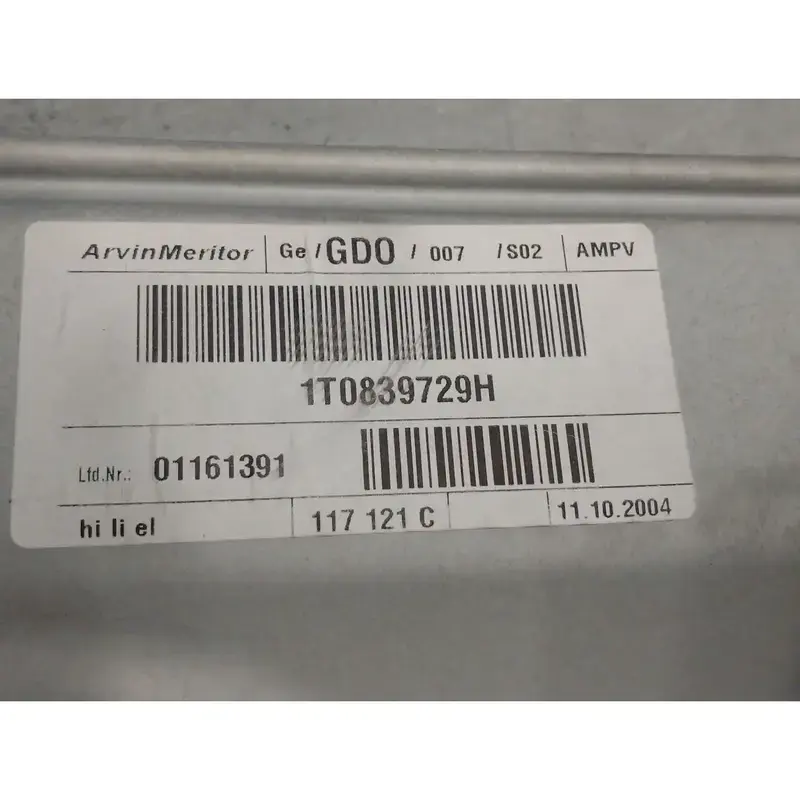 ArvinMeritor Ge / GDO / 007 / S02 AMPV
1T0839729H
Lfd.Nr.: 01161391
hi li el 117 121 C 11.10.2004